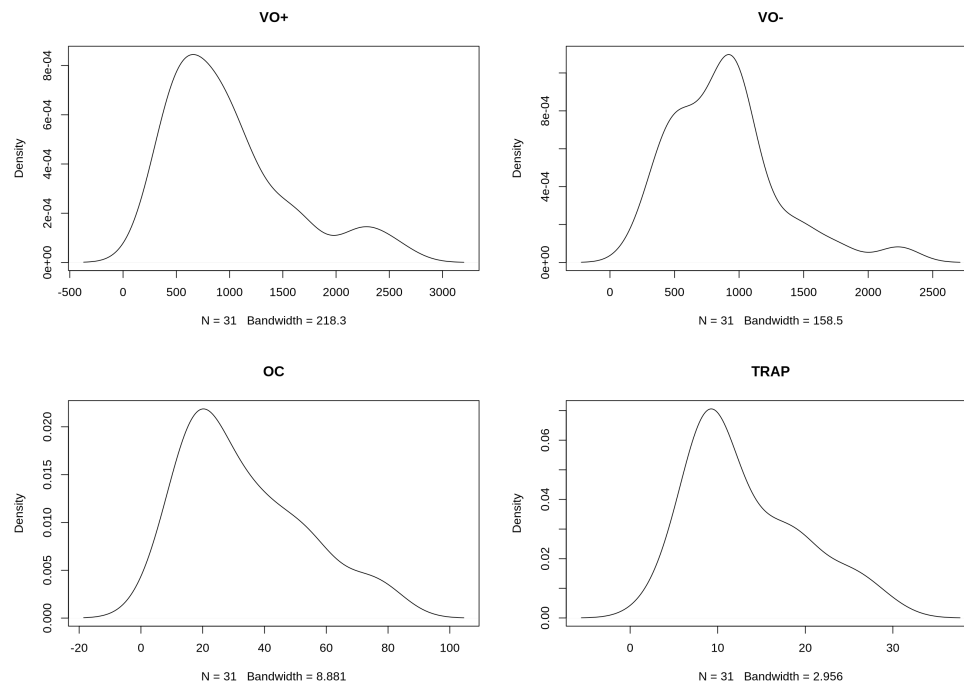 VO+
Density
0e+00 2e-04 4e-04 6e-04 8e-04
-500 0 500 1000 1500 2000 2500 3000
N = 31 Bandwidth = 218.3
VO-
Density
0e+00 4e-04 8e-04
0 500 1000 1500 2000 2500
N = 31 Bandwidth = 158.5
OC
Density
0.000 0.005 0.010 0.015 0.020
-20 0 20 40 60 80 100
N = 31 Bandwidth = 8.881
TRAP
Density
0.00 0.02 0.04 0.06
0 10 20 30
N = 31 Bandwidth = 2.956